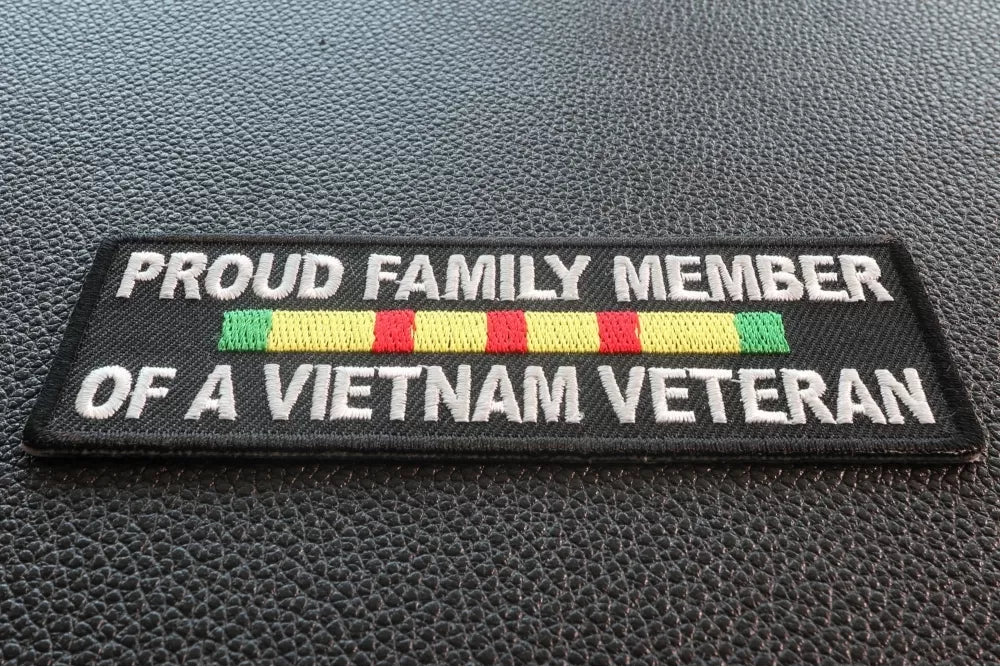 PROUD FAMILY MEMBER
OF A VIETNAM VETERAN